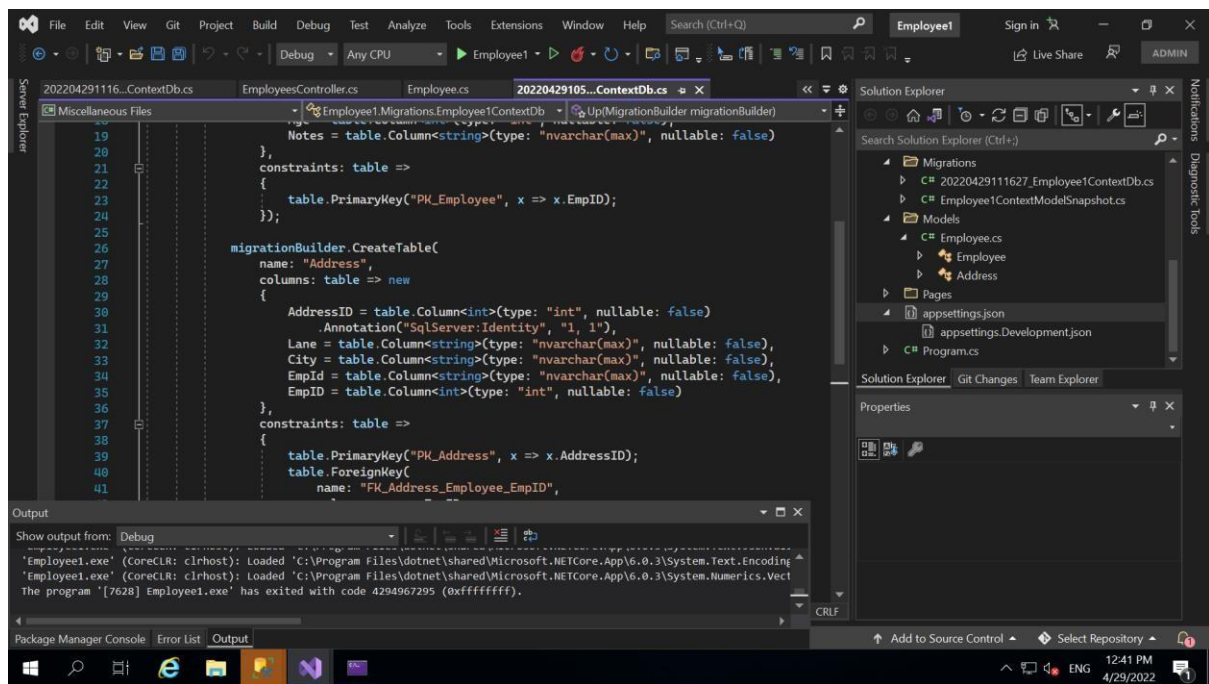 File Edit View Git Project Build Debug Test Analyze Tools Extensions Window Help Search (Ctrl+Q) Employee1 Sign in
Debug Any CPU Employee1 Live Share ADMIN
Server Explorer
202204291116...ContextDb.cs EmployeesController.cs Employee.cs 20220429105...ContextDb.cs
Miscellaneous Files Employee1.Migrations.Employee1ContextDb Up(MigrationBuilder migrationBuilder)
19 Notes = table.Column<string>(type: "nvarchar(max)", nullable: false)
20 },
21 constraints: table =>
22 {
23 table.PrimaryKey("PK_Employee", x => x.EmpID);
24 });
25
26 migrationBuilder.CreateTable(
27 name: "Address",
28 columns: table => new
29 {
30 AddressID = table.Column<int>(type: "int", nullable: false)
31 .Annotation("SqlServer:Identity", "1, 1"),
32 Lane = table.Column<string>(type: "nvarchar(max)", nullable: false),
33 City = table.Column<string>(type: "nvarchar(max)", nullable: false),
34 EmpId = table.Column<string>(type: "nvarchar(max)", nullable: false),
35 EmpID = table.Column<int>(type: "int", nullable: false)
36 },
37 constraints: table =>
38 {
39 table.PrimaryKey("PK_Address", x => x.AddressID);
40 table.ForeignKey(
41 name: "FK_Address_Employee_EmpID",
CRLF
Solution Explorer
Search Solution Explorer (Ctrl+;)
Migrations
C# 20220429111627_Employee1ContextDb.cs
C# Employee1ContextModelSnapshot.cs
Models
C# Employee.cs
Employee
Address
Pages
appsettings.json
appsettings.Development.json
C# Program.cs
Solution Explorer Git Changes Team Explorer
Properties
Notifications
Diagnostic Tools
Output
Show output from: Debug
'Employee1.exe' (CoreCLR: clrhost): Loaded 'C:\Program Files\dotnet\shared\Microsoft.NETCore.App\6.0.3\System.Text.Encoding
'Employee1.exe' (CoreCLR: clrhost): Loaded 'C:\Program Files\dotnet\shared\Microsoft.NETCore.App\6.0.3\System.Numerics.Vect
The program '[7628] Employee1.exe' has exited with code 4294967295 (0xffffffff).
Package Manager Console Error List Output
Add to Source Control Select Repository 1
ENG 12:41 PM
4/29/2022 1